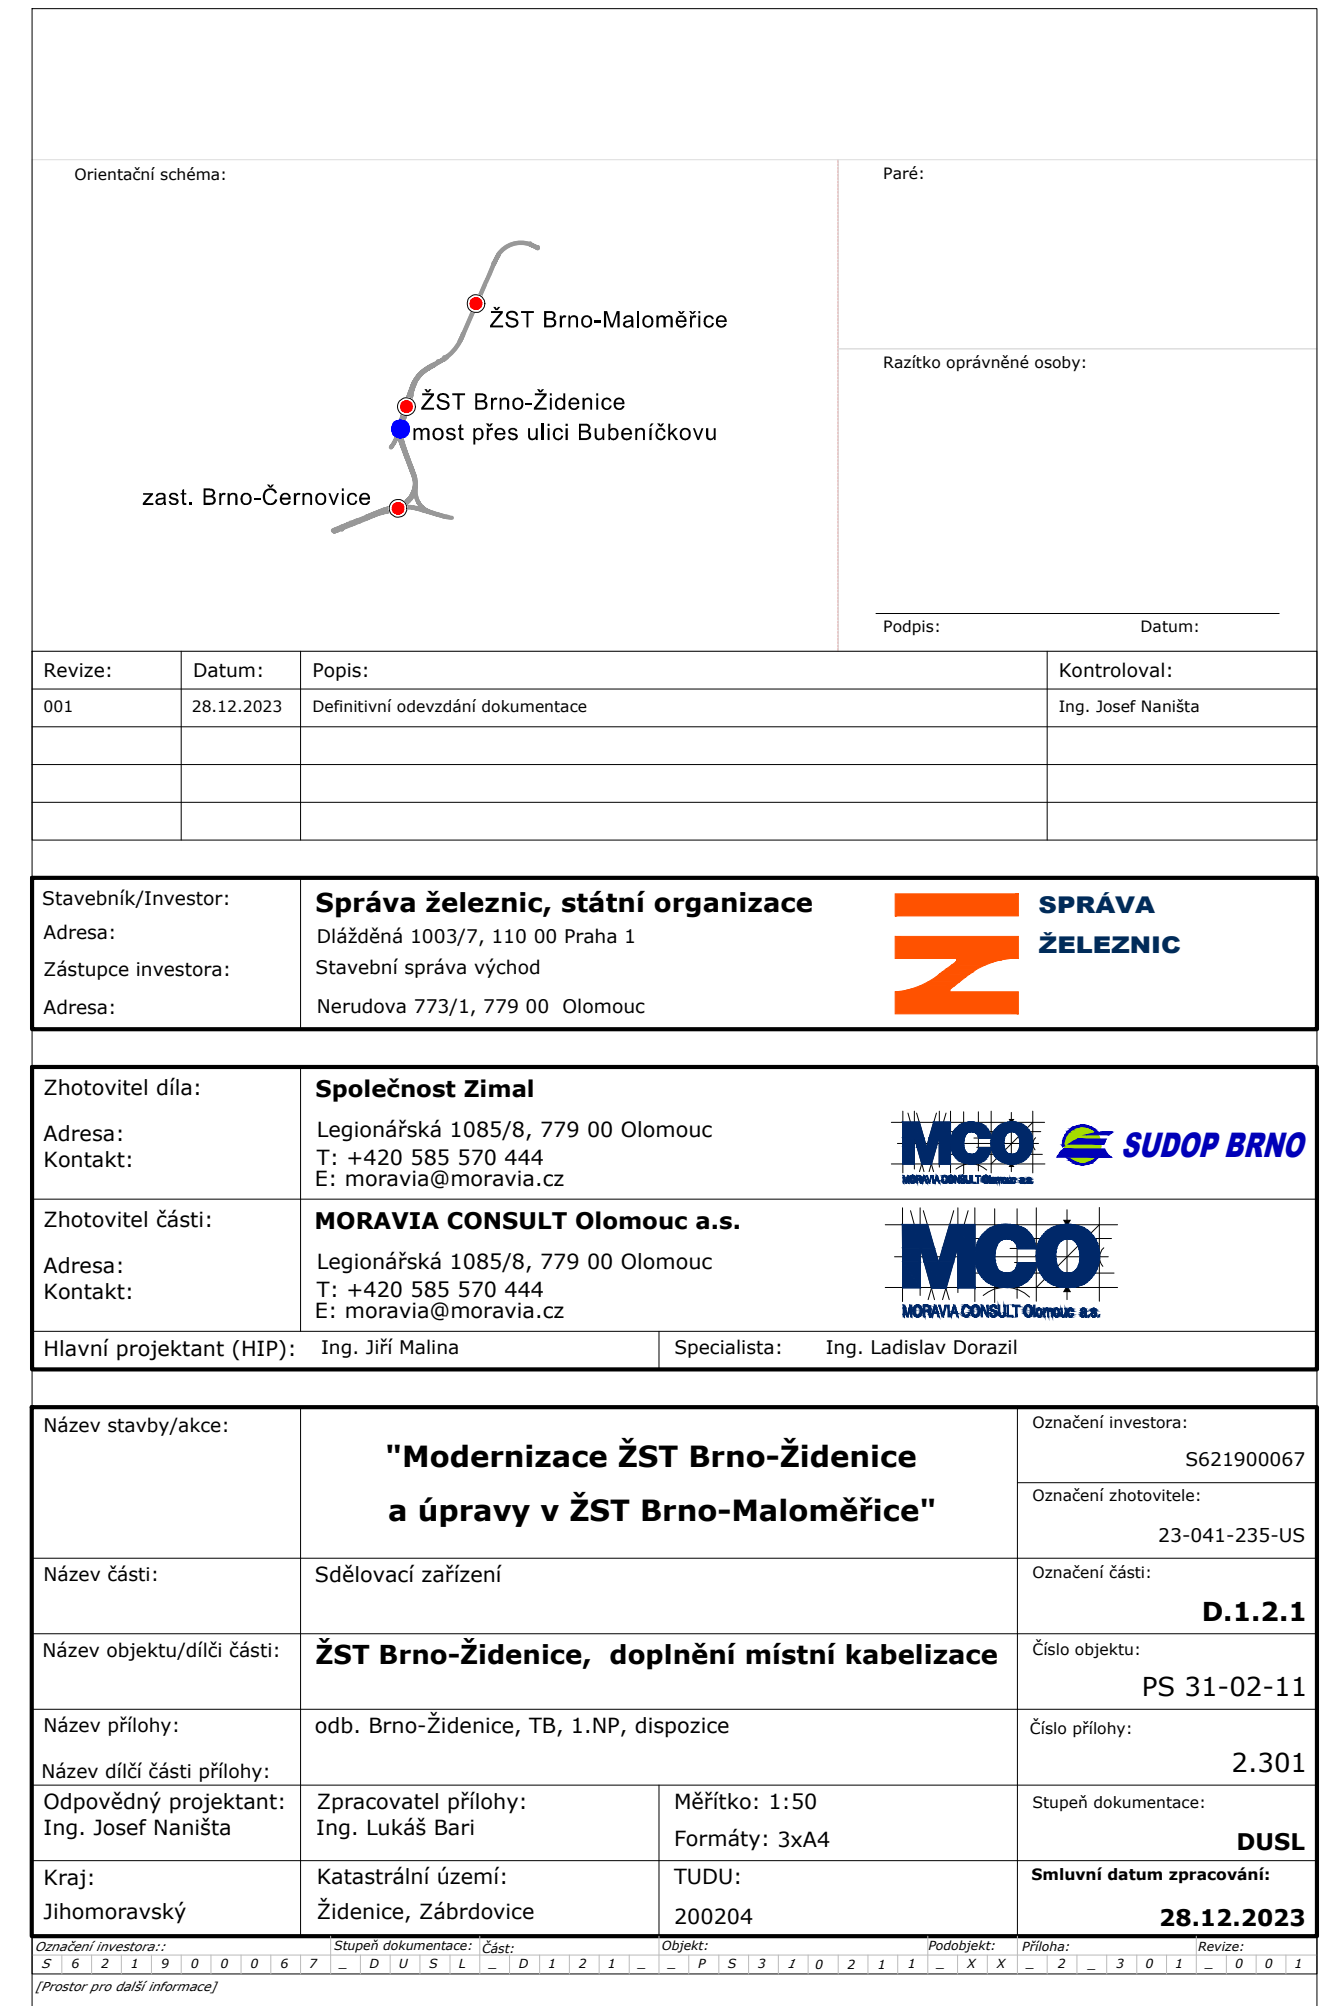 Orientační schéma:
Paré:
ŽST Brno-Maloměřice
Razítko oprávněné osoby:
ŽST Brno-Židenice
most přes ulici Bubeníčkovu
zast. Brno-Černovice
Podpis: Datum:
Revize: Datum: Popis: Kontroloval:
001 28.12.2023 Definitivní odevzdání dokumentace Ing. Josef Naništa
Stavebník/Investor: Správa železnic, státní organizace
Adresa: Dlážděná 1003/7, 110 00 Praha 1
Zástupce investora: Stavební správa východ
Adresa: Nerudova 773/1, 779 00 Olomouc
SPRÁVA
ŽELEZNIC
Zhotovitel díla: Společnost Zimal
Adresa: Legionářská 1085/8, 779 00 Olomouc
Kontakt: T: +420 585 570 444
E: moravia@moravia.cz
MCO
MORAVIA CONSULT Olomouc a.s.
SUDOP BRNO
Zhotovitel části: MORAVIA CONSULT Olomouc a.s.
Adresa: Legionářská 1085/8, 779 00 Olomouc
Kontakt: T: +420 585 570 444
E: moravia@moravia.cz
MCO
MORAVIA CONSULT Olomouc a.s.
Hlavní projektant (HIP): Ing. Jiří Malina Specialista: Ing. Ladislav Dorazil
Název stavby/akce: "Modernizace ŽST Brno-Židenice
a úpravy v ŽST Brno-Maloměřice"
Označení investora:
S621900067
Označení zhotovitele:
23-041-235-US
Název části: Sdělovací zařízení
Označení části:
D.1.2.1
Název objektu/dílči části: ŽST Brno-Židenice, doplnění místní kabelizace
Číslo objektu:
PS 31-02-11
Název přílohy: odb. Brno-Židenice, TB, 1.NP, dispozice
Číslo přílohy:
2.301
Název dílčí části přílohy:
Odpovědný projektant: Zpracovatel přílohy: Měřítko: 1:50 Stupeň dokumentace:
Ing. Josef Naništa Ing. Lukáš Bari Formáty: 3xA4 DUSL
Kraj: Katastrální území: TUDU: Smluvní datum zpracování:
Jihomoravský Židenice, Zábrdovice 200204 28.12.2023
Označení investora:: Stupeň dokumentace: Část: Objekt: Podobjekt: Příloha: Revize:
S 6 2 1 9 0 0 0 6 7 _ D U S L _ D 1 2 1 _ _ P S 3 1 0 2 1 1 _ X X _ 2 _ 3 0 1 _ 0 0 1
[Prostor pro další informace]